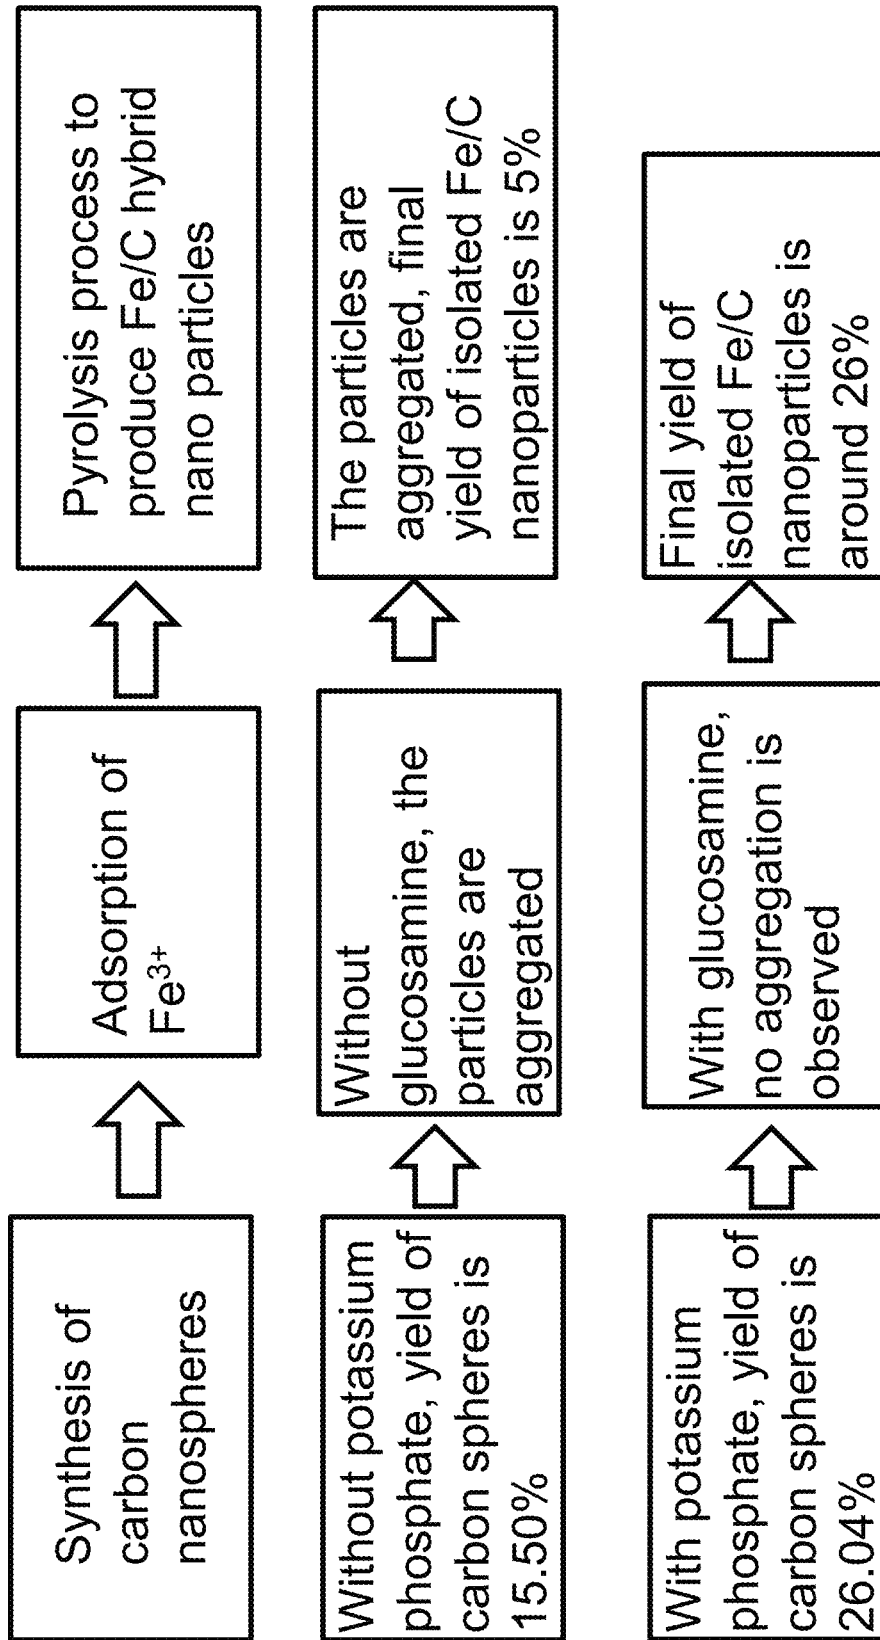 Synthesis of
carbon
nanospheres
Adsorption of
Fe³⁺
Pyrolysis process to
produce Fe/C hybrid
nano particles
Without potassium
phosphate, yield of
carbon spheres is
15.50%
Without
glucosamine, the
particles are
aggregated
The particles are
aggregated, final
yield of isolated Fe/C
nanoparticles is 5%
With potassium
phosphate, yield of
carbon spheres is
26.04%
With glucosamine,
no aggregation is
observed
Final yield of
isolated Fe/C
nanoparticles is
around 26%